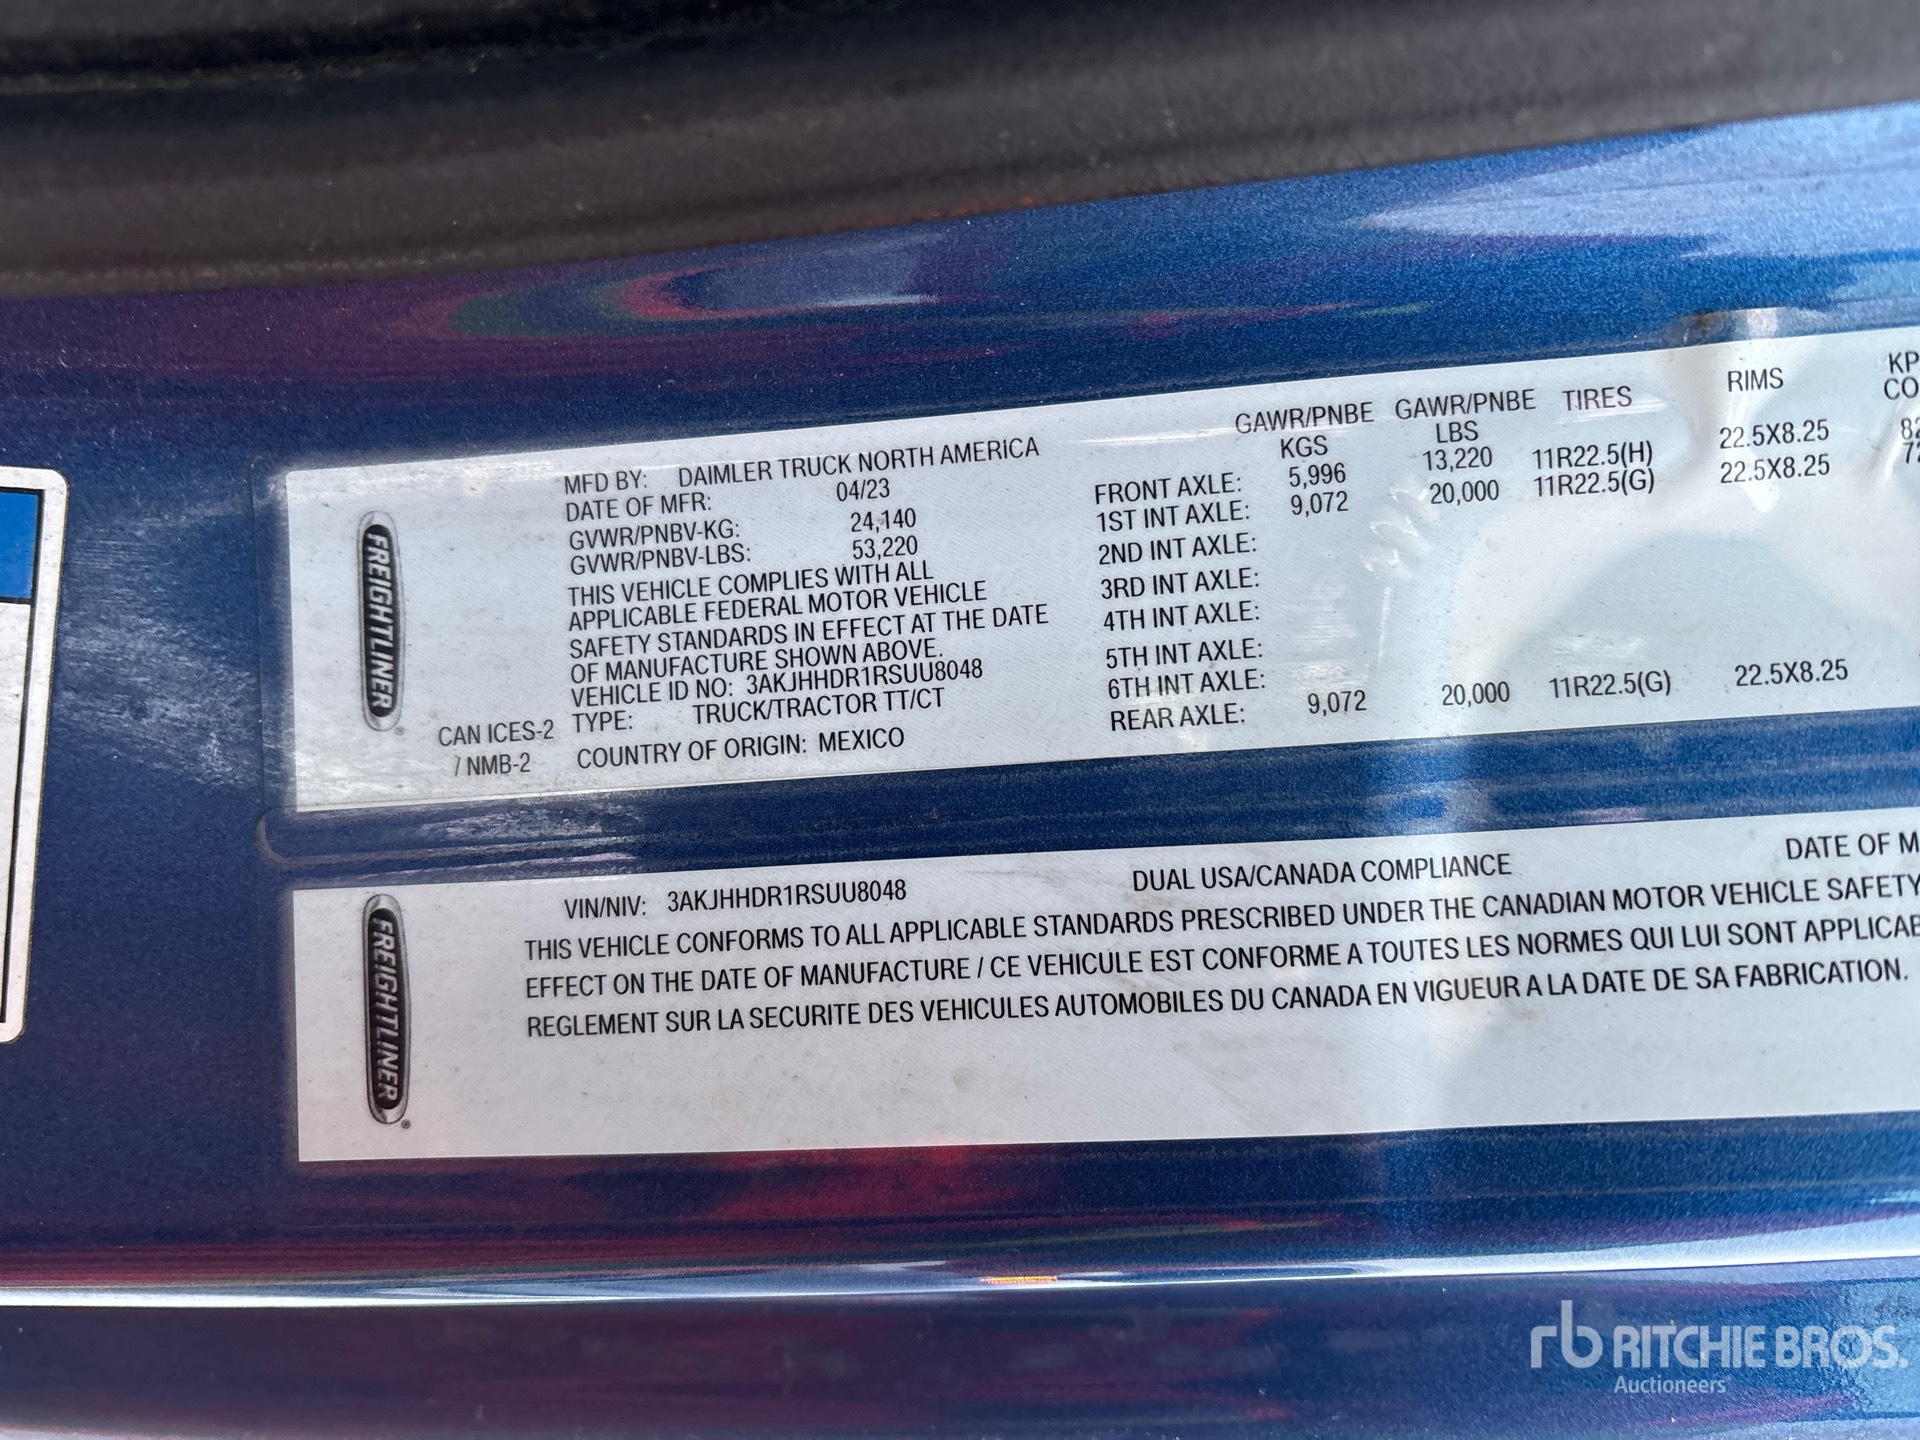 FREIGHTLINER
CAN ICES-2
/ NMB-2
MFD BY: DAIMLER TRUCK NORTH AMERICA
DATE OF MFR: 04/23
GVWR/PNBV-KG: 24,140
GVWR/PNBV-LBS: 53,220
THIS VEHICLE COMPLIES WITH ALL
APPLICABLE FEDERAL MOTOR VEHICLE
SAFETY STANDARDS IN EFFECT AT THE DATE
OF MANUFACTURE SHOWN ABOVE.
VEHICLE ID NO: 3AKJHHDR1RSUU8048
TYPE: TRUCK/TRACTOR TT/CT
COUNTRY OF ORIGIN: MEXICO
GAWR/PNBE GAWR/PNBE TIRES RIMS KP
KGS LBS CO
FRONT AXLE: 5,996 13,220 11R22.5(H) 22.5X8.25 82
1ST INT AXLE: 9,072 20,000 11R22.5(G) 22.5X8.25 72
2ND INT AXLE:
3RD INT AXLE:
4TH INT AXLE:
5TH INT AXLE:
6TH INT AXLE:
REAR AXLE: 9,072 20,000 11R22.5(G) 22.5X8.25
FREIGHTLINER
VIN/NIV: 3AKJHHDR1RSUU8048 DUAL USA/CANADA COMPLIANCE DATE OF M
THIS VEHICLE CONFORMS TO ALL APPLICABLE STANDARDS PRESCRIBED UNDER THE CANADIAN MOTOR VEHICLE SAFETY
EFFECT ON THE DATE OF MANUFACTURE / CE VEHICULE EST CONFORME A TOUTES LES NORMES QUI LUI SONT APPLICAB
REGLEMENT SUR LA SECURITE DES VEHICULES AUTOMOBILES DU CANADA EN VIGUEUR A LA DATE DE SA FABRICATION.
rb RITCHIE BROS.
Auctioneers